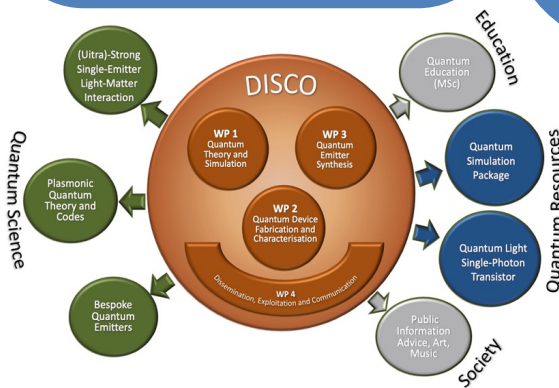 (Uitra)-Strong
Single-Emitter
Light-Matter
Interaction
Plasmonic
Quantum
Theory and
Codes
Bespoke
Quantum
Emitters
Quantum Science
DISCO
WP 1
Quantum
Theory and
Simulation
WP 3
Quantum
Emitter
Synthesis
WP 2
Quantum Device
Fabrication and
Characterisation
WP 4
Dissemination, Exploitation and Communication
Education
Quantum
Education
(MSc)
Quantum
Simulation
Package
Quantum Light
Single-Photon
Transistor
Quantum Resources
Public
Information
Advice, Art,
Music
Society